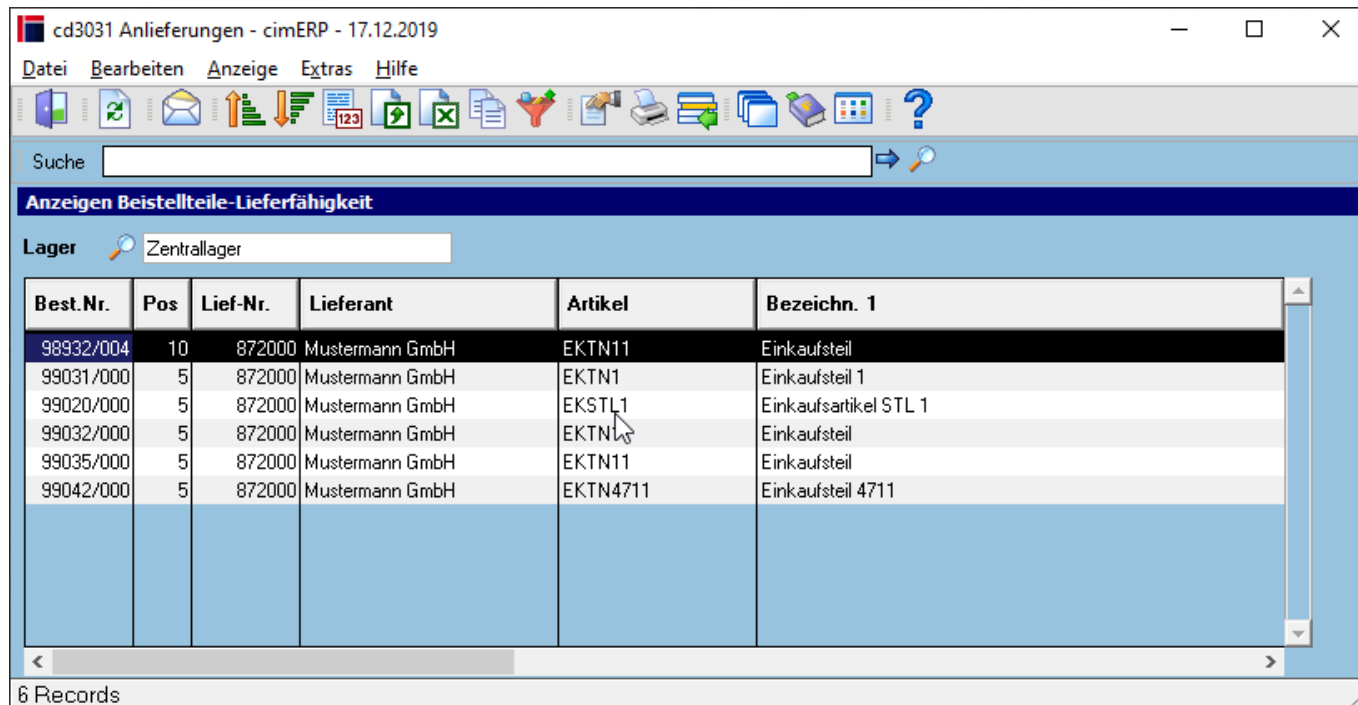 cd3031 Anlieferungen - cimERP - 17.12.2019
Datei Bearbeiten Anzeige Extras Hilfe
123
Suche
Anzeigen Beistellteile-Lieferfähigkeit
Lager Zentrallager
Best.Nr. Pos Lief-Nr. Lieferant Artikel Bezeichn. 1
98932/004 10 872000 Mustermann GmbH EKTN11 Einkaufsteil
99031/000 5 872000 Mustermann GmbH EKTN1 Einkaufsteil 1
99020/000 5 872000 Mustermann GmbH EKSTL1 Einkaufsartikel STL 1
99032/000 5 872000 Mustermann GmbH Einkaufsteil
99035/000 5 872000 Mustermann GmbH EKTN11 Einkaufsteil
99042/000 5 872000 Mustermann GmbH EKTN4711 Einkaufsteil 4711
6 Records